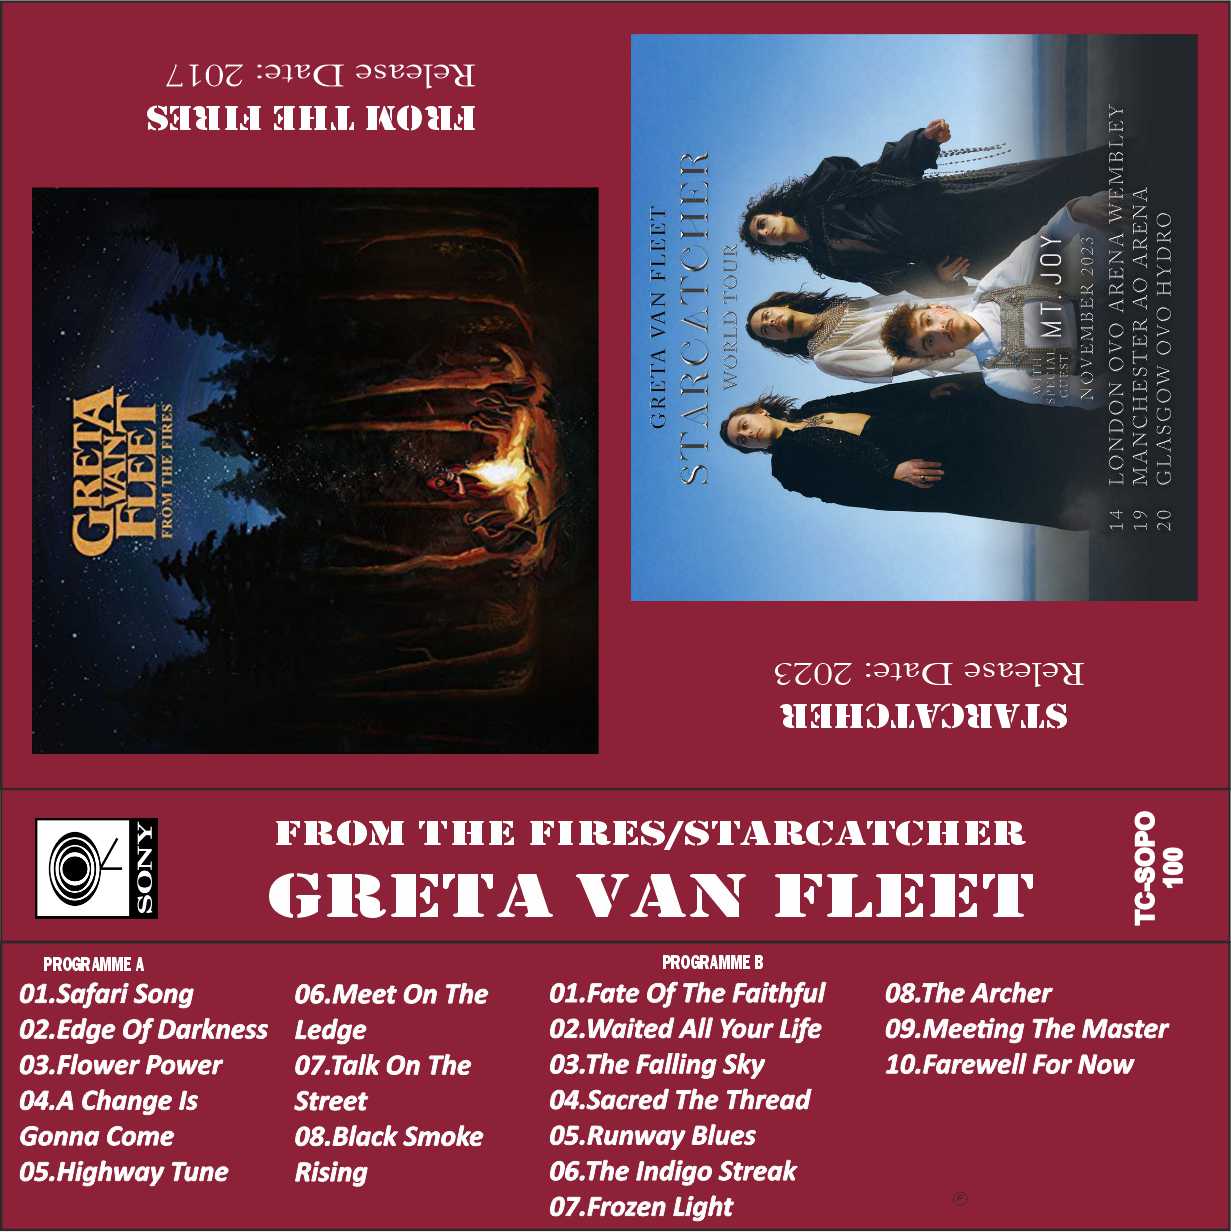 Release Date: 2017
FROM THE FIRES
GRETA
VAN
FLEET
FROM THE FIRES
GRETA VAN FLEET
STARCATCHER
WORLD TOUR
WITH
SPECIAL
GUEST
MT. JOY
NOVEMBER 2023
14 LONDON OVO ARENA WEMBLEY
19 MANCHESTER AO ARENA
20 GLASGOW OVO HYDRO
Release Date: 2023
STARCATCHER
SONY
FROM THE FIRES/STARCATCHER
GRETA VAN FLEET
TC-SOPO
100
PROGRAMME A
01.Safari Song
02.Edge Of Darkness
03.Flower Power
04.A Change Is
Gonna Come
05.Highway Tune
06.Meet On The
Ledge
07.Talk On The
Street
08.Black Smoke
Rising
PROGRAMME B
01.Fate Of The Faithful
02.Waited All Your Life
03.The Falling Sky
04.Sacred The Thread
05.Runway Blues
06.The Indigo Streak
07.Frozen Light
08.The Archer
09.Meeting The Master
10.Farewell For Now
℗